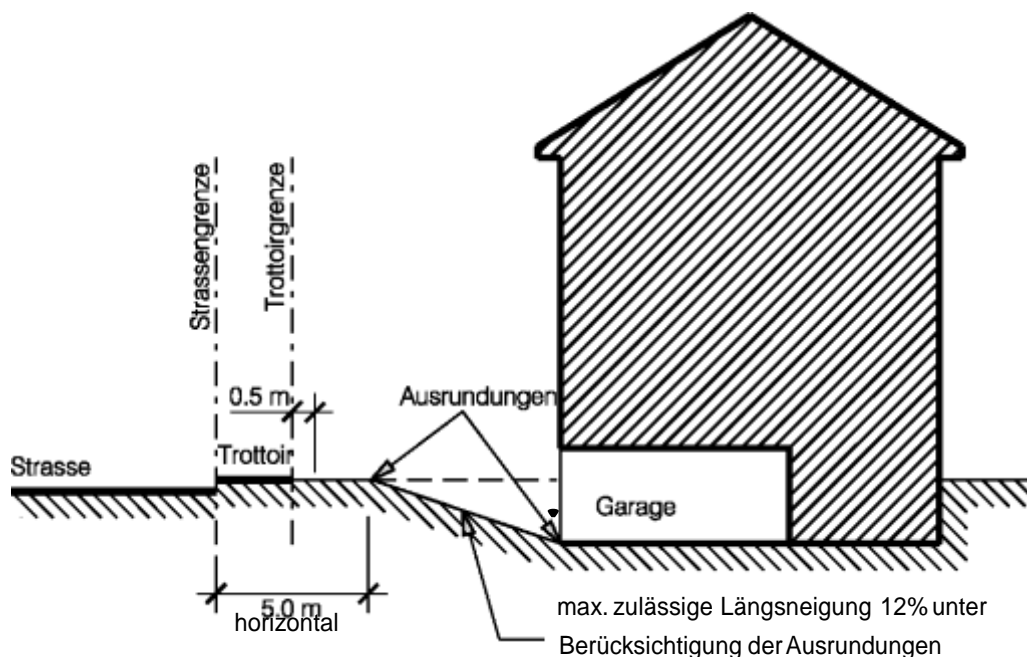 Strassengrenze
Trottoirgrenze
0.5 m
Ausrundungen
Strasse
Trottoir
Garage
5.0 m
horizontal
max. zulässige Längsneigung 12% unter
Berücksichtigung der Ausrundungen